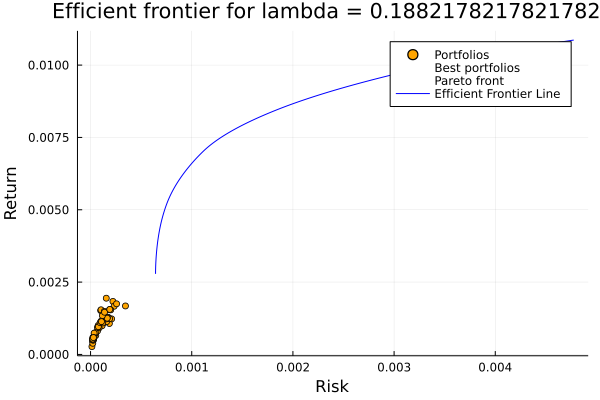 Efficient frontier for lambda = 0.1882178217821782
Portfolios
Best portfolios
Pareto front
Efficient Frontier Line
Return
0.0100
0.0075
0.0050
0.0025
0.0000
0.000
0.001
0.002
0.003
0.004
Risk